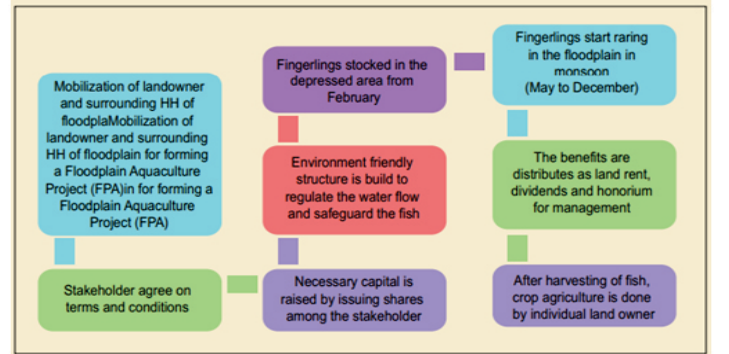 Mobilization of landowner
and surrounding HH of
floodplaMobilization of
landowner and surrounding
HH of floodplain for forming
a Floodplain Aquaculture
Project (FPA)in for forming a
Floodplain Aquaculture
Project (FPA)
Stakeholder agree on
terms and conditions
Necessary capital is
raised by issuing shares
among the stakeholder
Environment friendly
structure is build to
regulate the water flow
and safeguard the fish
Fingerlings stocked in the
depressed area from
February
Fingerlings start raring
in the floodplain in
monsoon
(May to December)
The benefits are
distributes as land rent,
dividends and honorium
for management
After harvesting of fish,
crop agriculture is done
by individual land owner